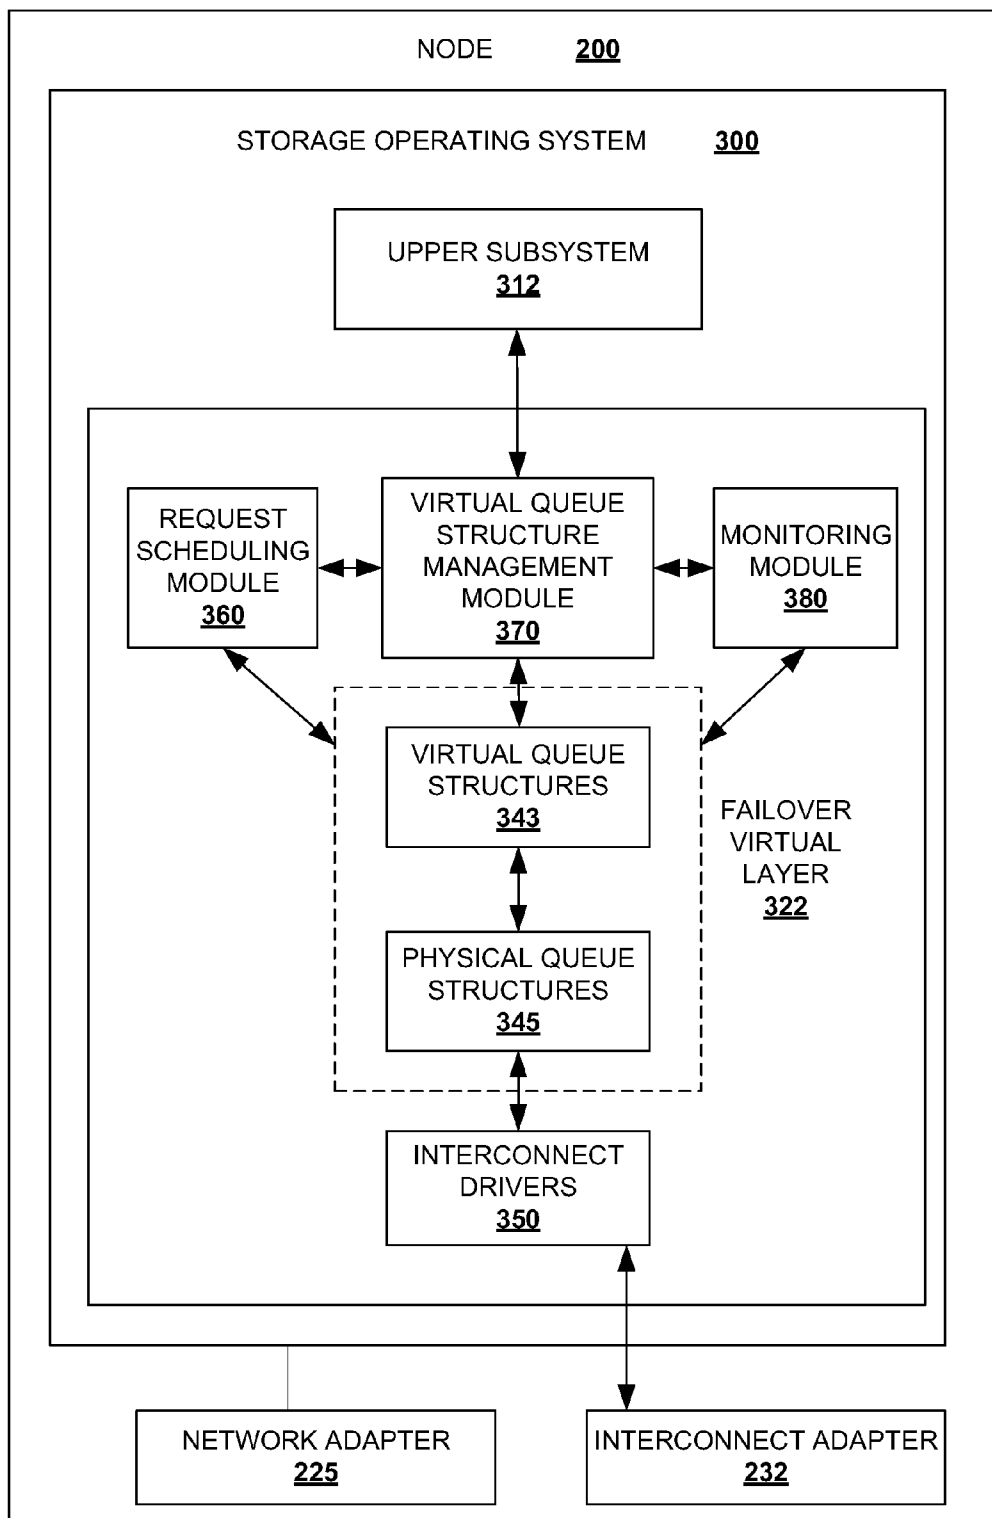 NODE 200
STORAGE OPERATING SYSTEM 300
UPPER SUBSYSTEM
312
REQUEST
SCHEDULING
MODULE
360
VIRTUAL QUEUE
STRUCTURE
MANAGEMENT
MODULE
370
MONITORING
MODULE
380
VIRTUAL QUEUE
STRUCTURES
343
FAILOVER
VIRTUAL
LAYER
322
PHYSICAL QUEUE
STRUCTURES
345
INTERCONNECT
DRIVERS
350
NETWORK ADAPTER
225
INTERCONNECT ADAPTER
232